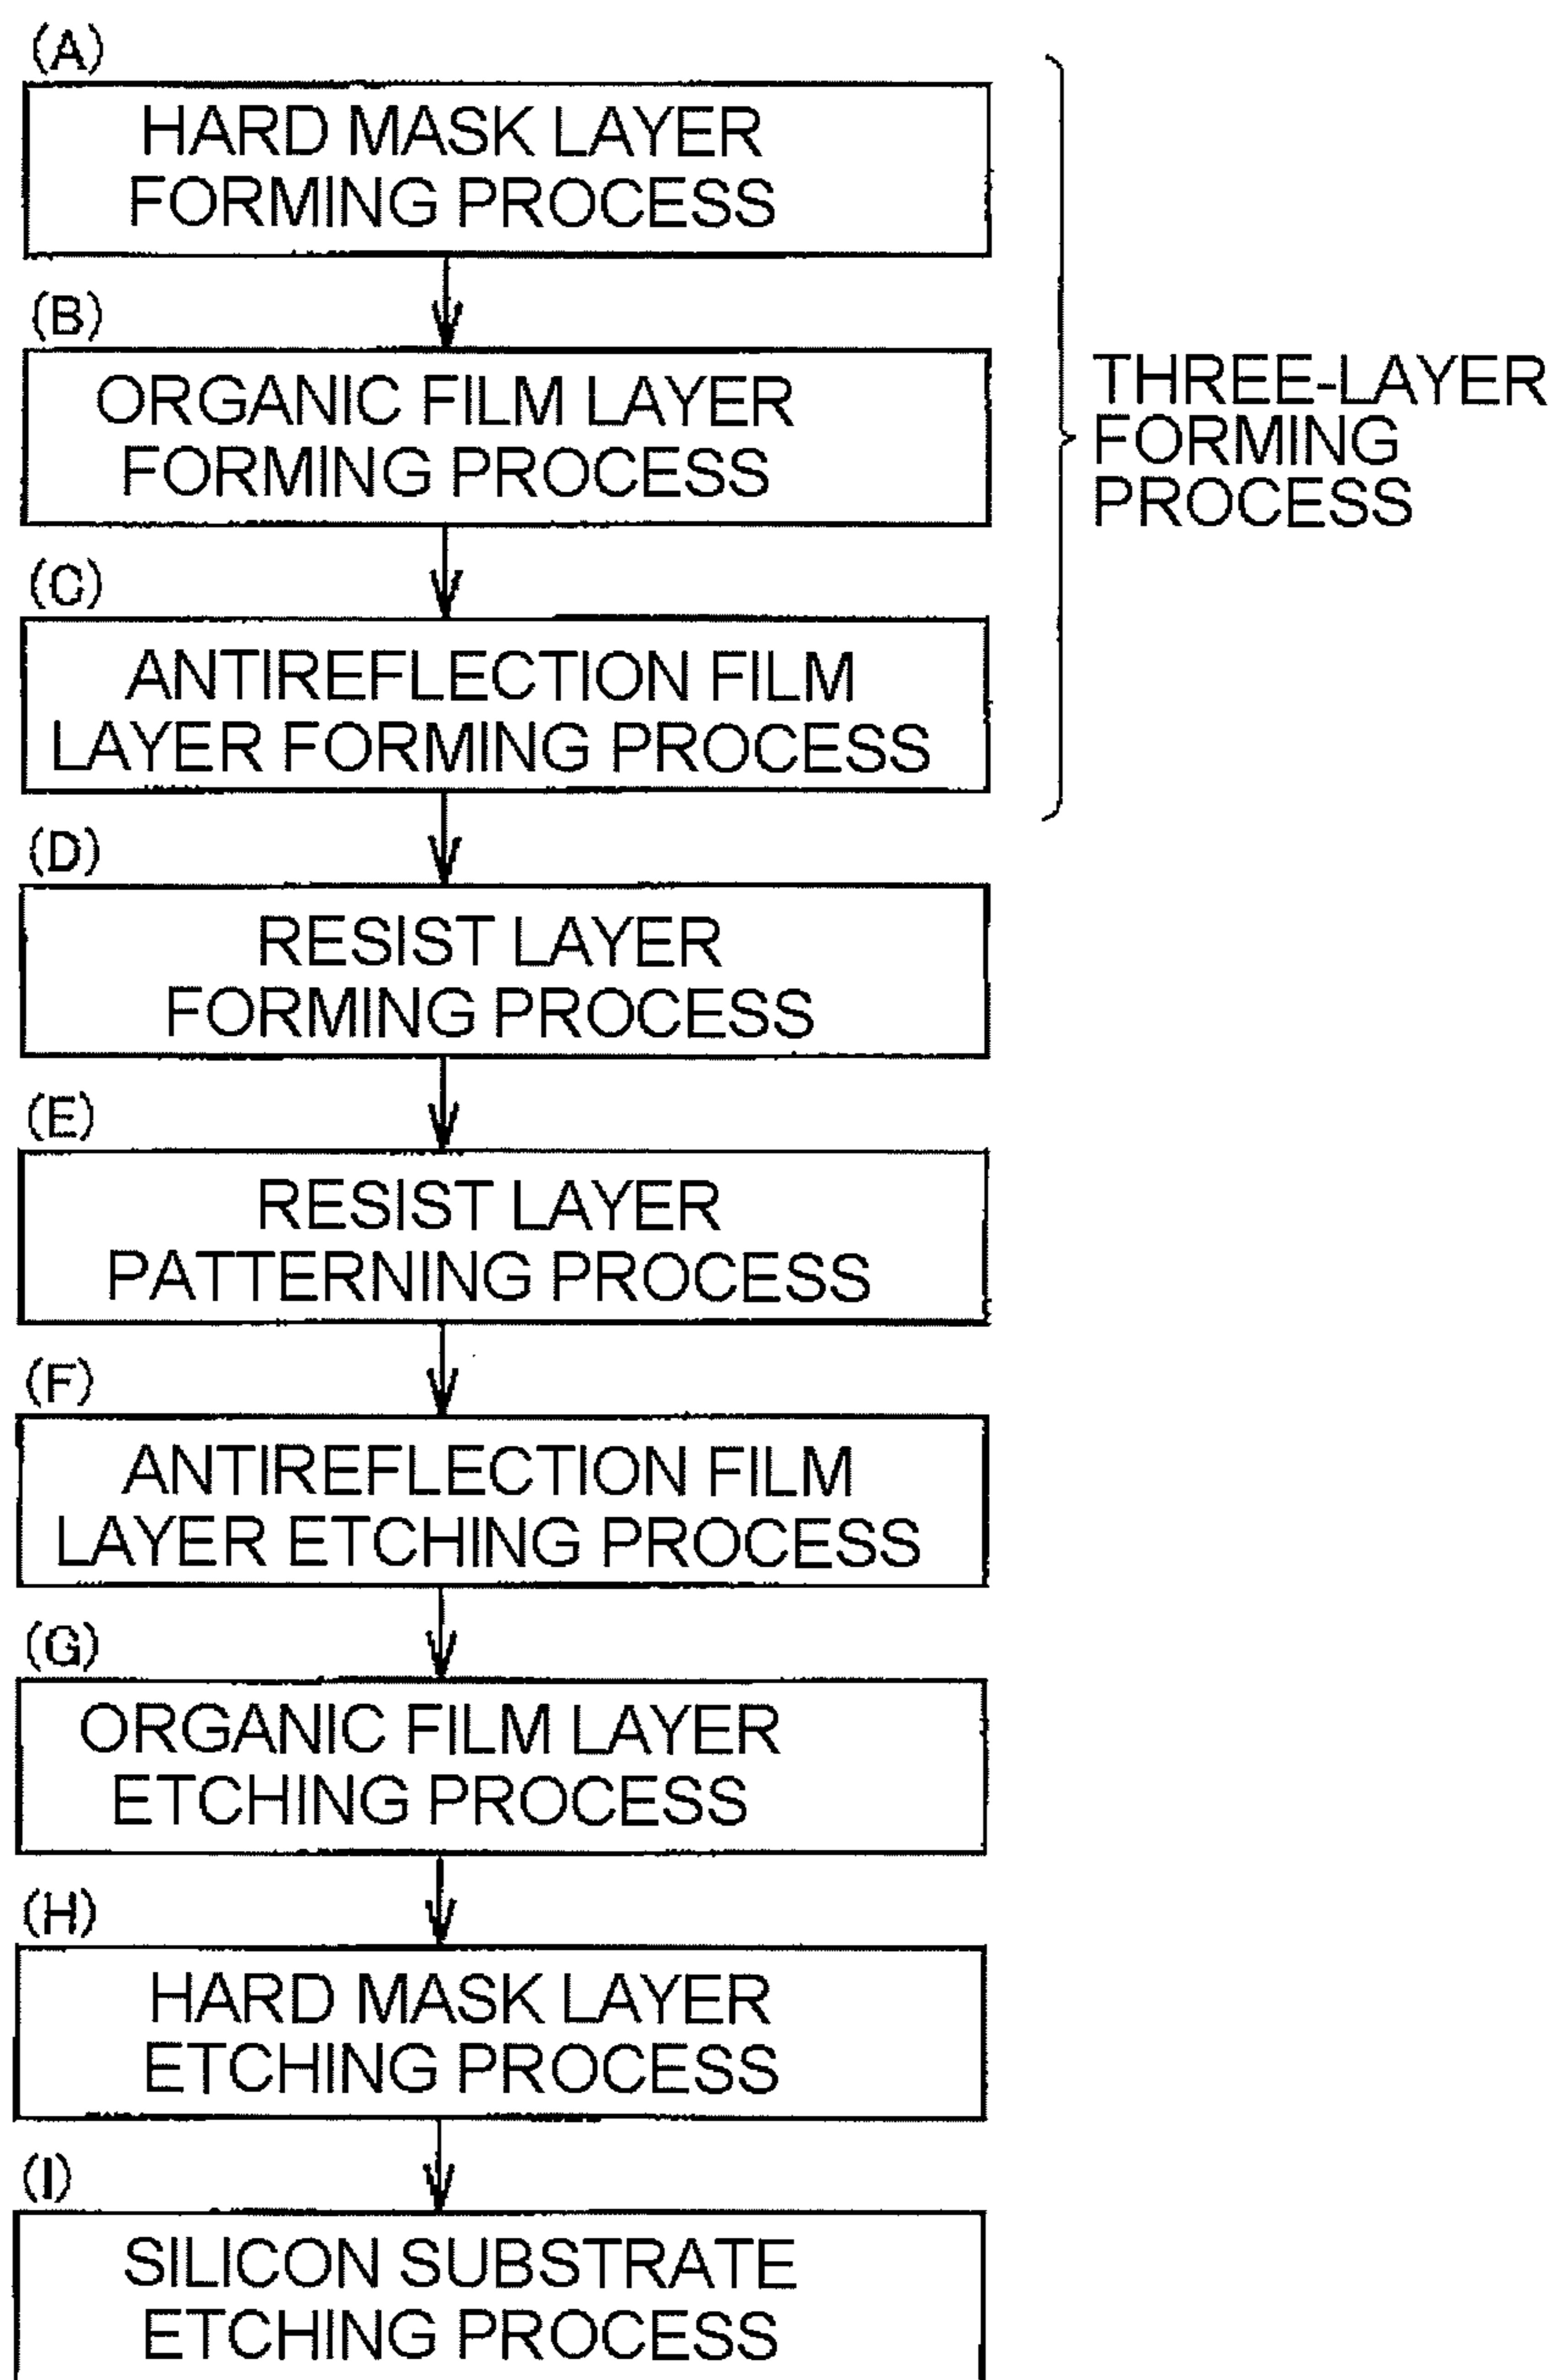 (A)
HARD MASK LAYER
FORMING PROCESS
(B)
ORGANIC FILM LAYER
FORMING PROCESS
THREE-LAYER
FORMING
PROCESS
(C)
ANTIREFLECTION FILM
LAYER FORMING PROCESS
(D)
RESIST LAYER
FORMING PROCESS
(E)
RESIST LAYER
PATTERNING PROCESS
(F)
ANTIREFLECTION FILM
LAYER ETCHING PROCESS
(G)
ORGANIC FILM LAYER
ETCHING PROCESS
(H)
HARD MASK LAYER
ETCHING PROCESS
(I)
SILICON SUBSTRATE
ETCHING PROCESS